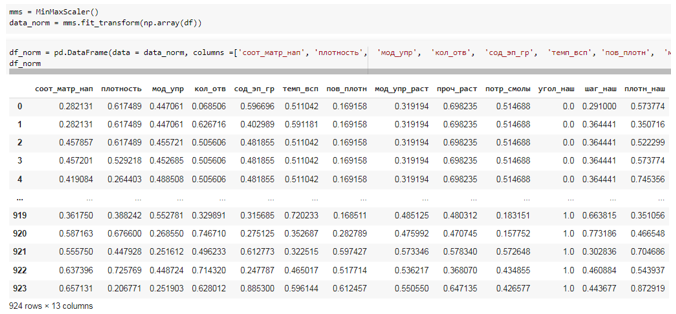 mms = MinMaxScaler()
data_norm = mms.fit_transform(np.array(df))
df_norm = pd.DataFrame(data = data_norm, columns =['соот_матр_нап', 'плотность', 'мод_упр', 'кол_отв', 'сод_эп_гр', 'темп_всп', 'пов_плотн',
df_norm
соот_матр_нап плотность мод_упр кол_отв сод_эп_гр темп_всп пов_плотн мод_упр_раст проч_раст потр_смолы угол_наш шаг_наш плотн_наш
0 0.282131 0.617489 0.447061 0.068506 0.596696 0.511042 0.169158 0.319194 0.698235 0.514688 0.0 0.291000 0.573774
1 0.282131 0.617489 0.447061 0.626716 0.402989 0.591181 0.169158 0.319194 0.698235 0.514688 0.0 0.364441 0.350716
2 0.457857 0.617489 0.455721 0.505606 0.481855 0.511042 0.169158 0.319194 0.698235 0.514688 0.0 0.364441 0.522299
3 0.457201 0.529218 0.452685 0.505606 0.481855 0.511042 0.169158 0.319194 0.698235 0.514688 0.0 0.364441 0.573774
4 0.419084 0.264403 0.488508 0.505606 0.481855 0.511042 0.169158 0.319194 0.698235 0.514688 0.0 0.364441 0.745356
... ... ... ... ... ... ... ... ... ... ... ... ... ...
919 0.361750 0.388242 0.552781 0.329891 0.315685 0.720233 0.168511 0.485125 0.480312 0.183151 1.0 0.663815 0.351056
920 0.587163 0.676600 0.268550 0.746710 0.275125 0.352687 0.282789 0.475992 0.470745 0.157752 1.0 0.773186 0.466548
921 0.555750 0.447928 0.251612 0.496233 0.612773 0.322515 0.597427 0.573346 0.578340 0.572648 1.0 0.302836 0.704686
922 0.637396 0.725769 0.448724 0.714320 0.247787 0.465017 0.517714 0.536217 0.368070 0.434855 1.0 0.460884 0.543937
923 0.657131 0.206771 0.251903 0.628012 0.885300 0.596144 0.612457 0.550550 0.647135 0.426577 1.0 0.443677 0.872919
924 rows × 13 columns